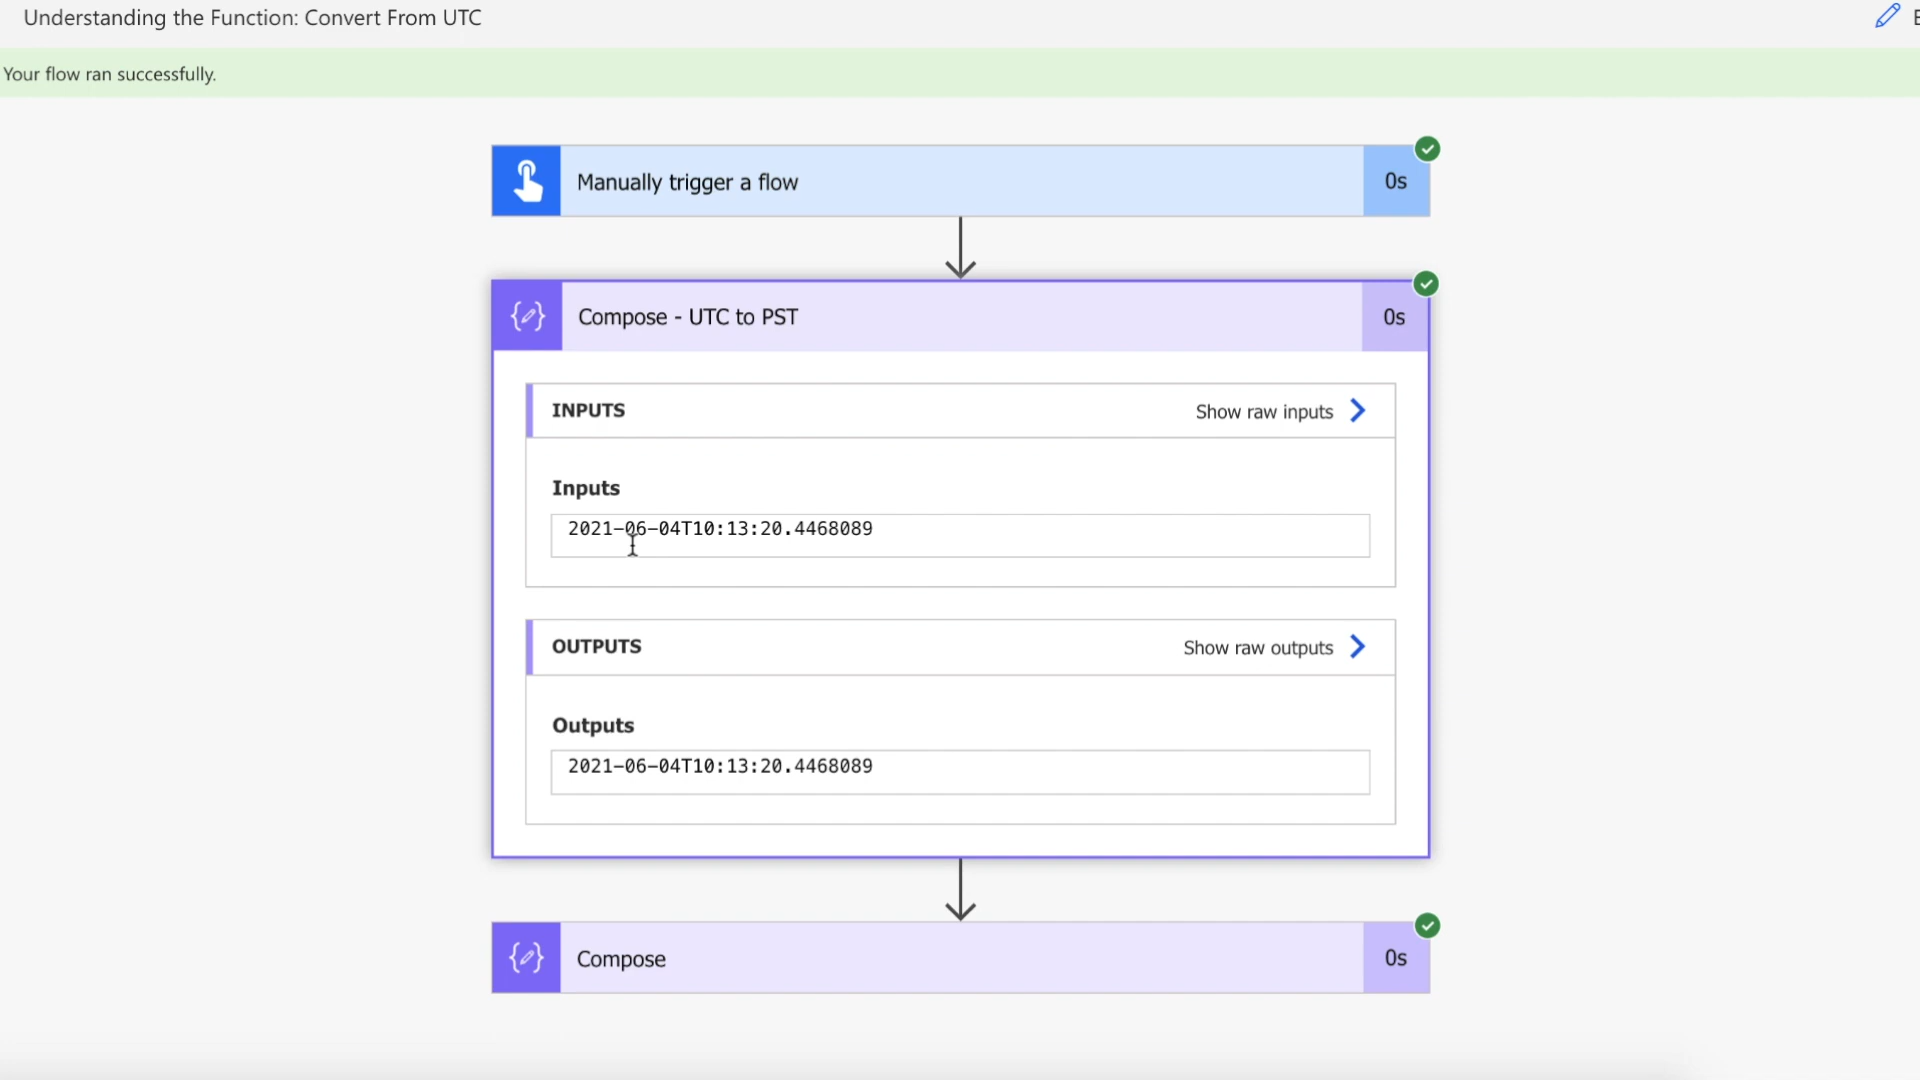 Understanding the Function: Convert From UTC
Your flow ran successfully.
Manually trigger a flow
0s
Compose - UTC to PST
0s
INPUTS
Show raw inputs
Inputs
2021-06-04T10:13:20.4468089
OUTPUTS
Show raw outputs
Outputs
2021-06-04T10:13:20.4468089
Compose
0s